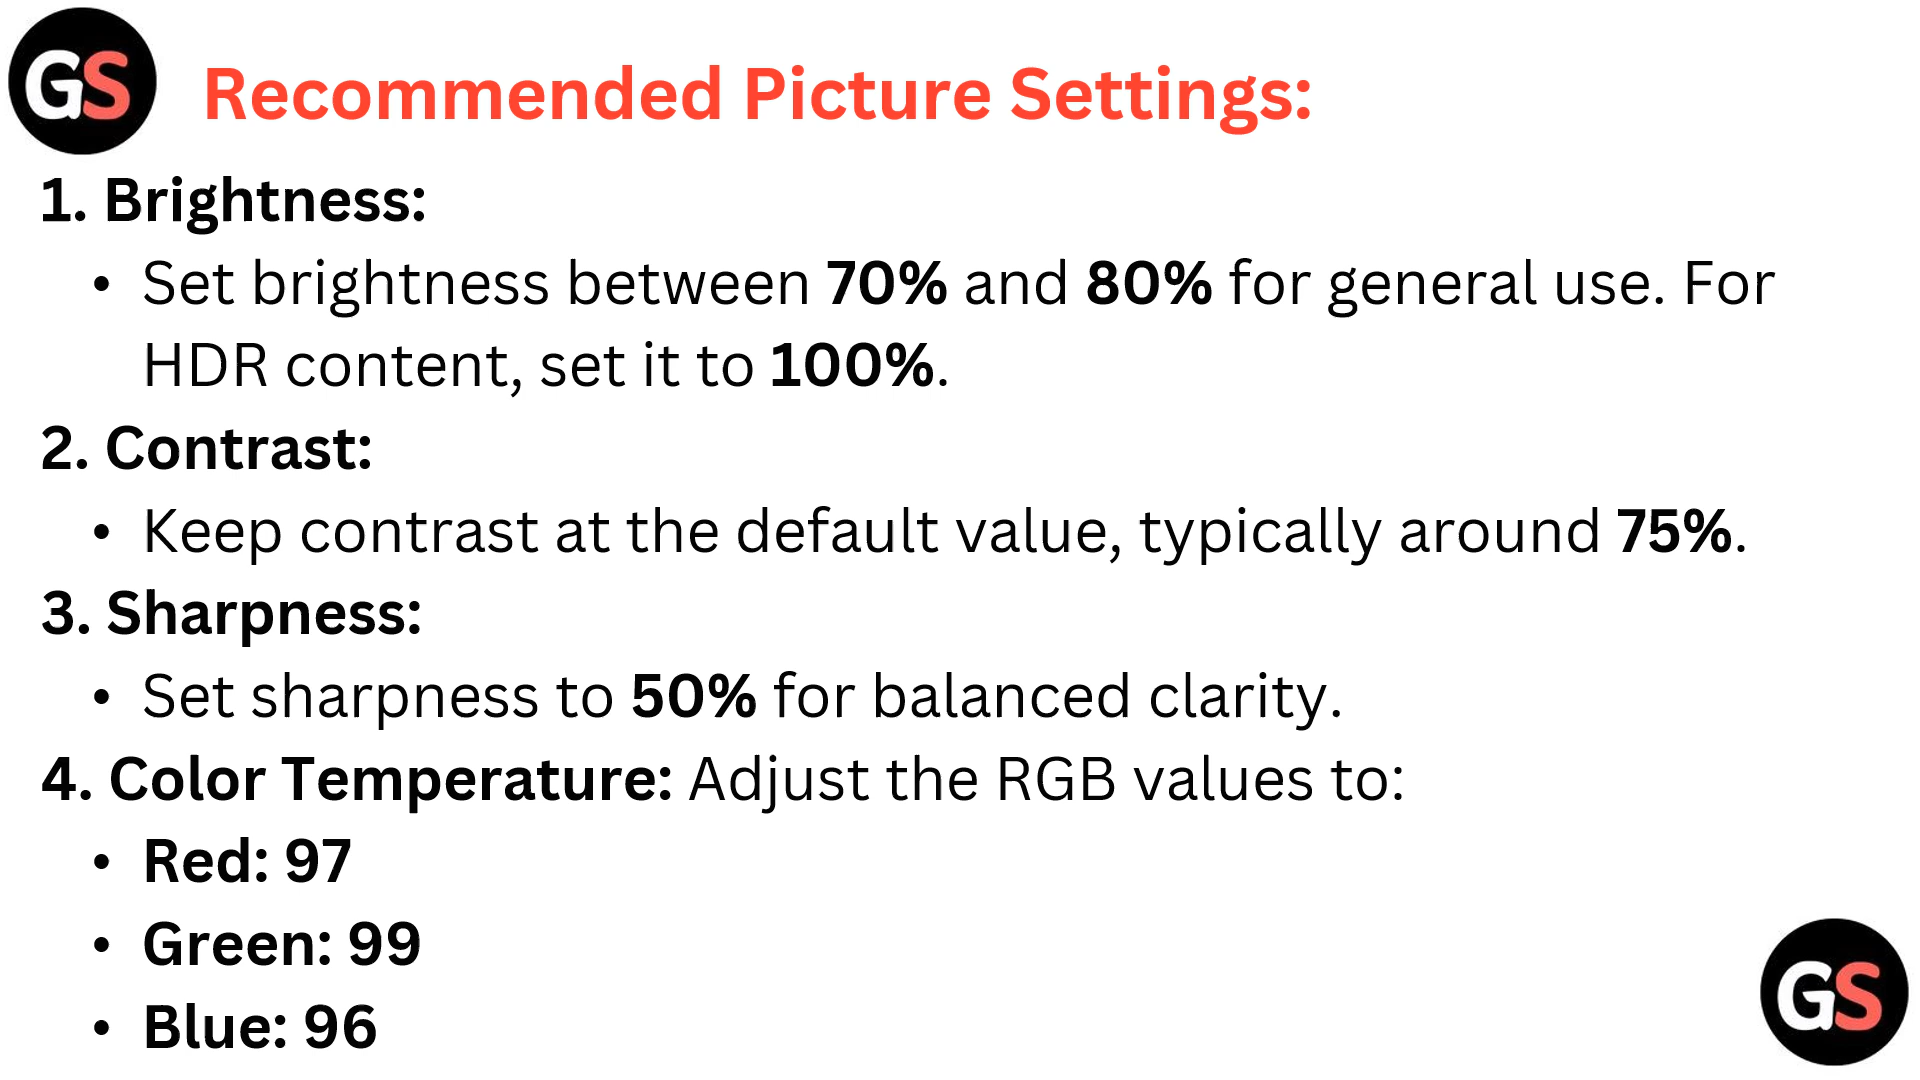 GS
Recommended Picture Settings:
1. Brightness:
• Set brightness between 70% and 80% for general use. For
HDR content, set it to 100%.
2. Contrast:
• Keep contrast at the default value, typically around 75%.
3. Sharpness:
• Set sharpness to 50% for balanced clarity.
4. Color Temperature: Adjust the RGB values to:
• Red: 97
• Green: 99
• Blue: 96
GS